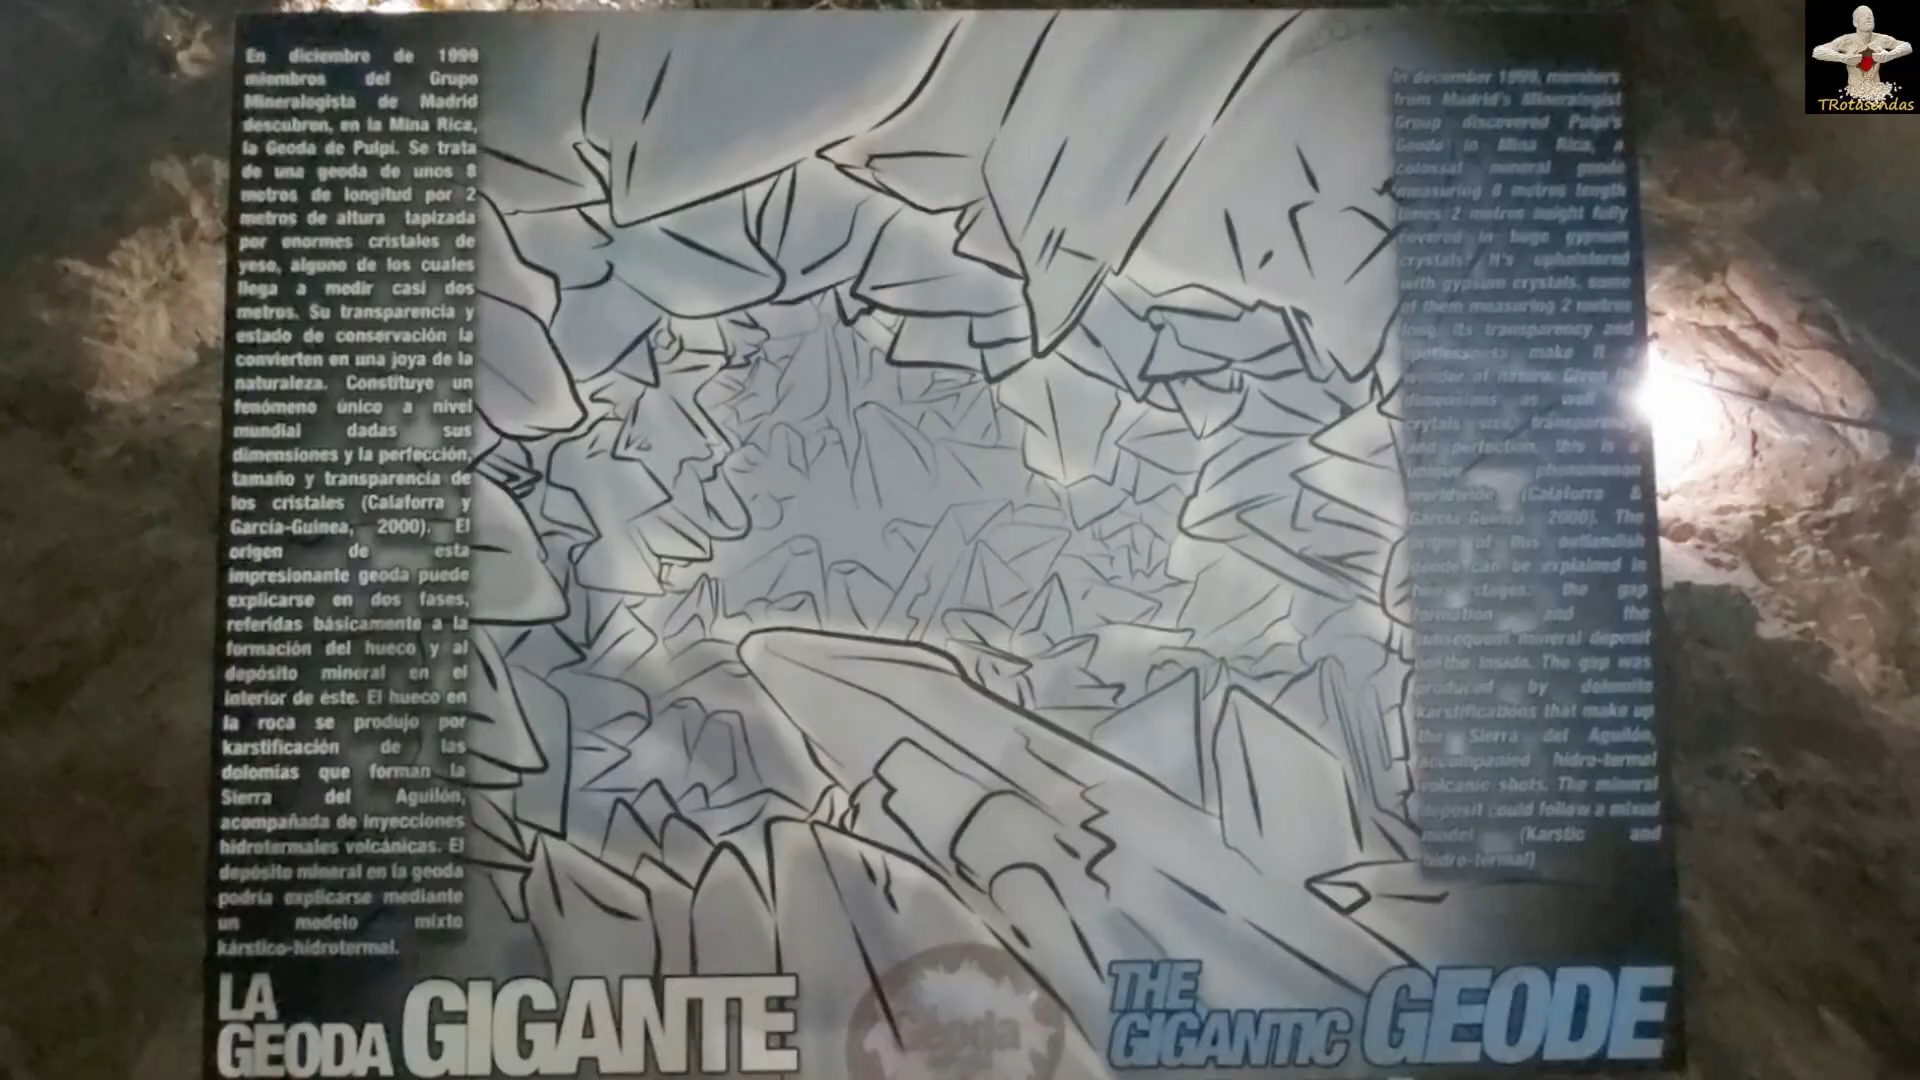 En diciembre de 1999
miembros del Grupo
Mineralogista de Madrid
descubren, en la Mina Rica,
la Geoda de Pulpí. Se trata
de una geoda de unos 8
metros de longitud por 2
metros de altura tapizada
por enormes cristales de
yeso, alguno de los cuales
llega a medir casi dos
metros. Su transparencia y
estado de conservación la
convierten en una joya de la
naturaleza. Constituye un
fenómeno único a nivel
mundial dadas sus
dimensiones y la perfección,
tamaño y transparencia de
los cristales (Calaforra y
García-Guinea, 2000). El
origen de esta
impresionante geoda puede
explicarse en dos fases,
referidas básicamente a la
formación del hueco y al
depósito mineral en el
interior de éste. El hueco en
la roca se produjo por
karstificación de las
dolomías que forman la
Sierra del Aguilón,
acompañada de inyecciones
hidrotermales volcánicas. El
depósito mineral en la geoda
podría explicarse mediante
un modelo mixto
kárstico-hidrotermal.
LA
GEODA GIGANTE
In december 1999, members
from Madrid's Mineralogist
Group discovered Pulpí's
Geode in Mina Rica, a
colossal mineral geode
measuring 8 metres length
times 2 metres height fully
covered in huge gypsum
crystals. It's upholstered
with gypsum crystals, some
of them measuring 2 metres
long. Its transparency and
make it
wonder of nature. Given
dimensions as well
crytals size, transparency
and perfection, this is a
unique phenomenon
worldwide (Calaforra &
García-Guinea 2000). The
origin of this outlandish
geode can be explained in
stages: the gap
formation and the
subsequent mineral deposit
the inside. The gap was
produced by dolomite
karstifications that make up
the Sierra del Aguilón,
accompanied hidro-termal
volcanic shots. The mineral
deposit could follow a mixed
model (Karstic and
hidro-termal)
THE
GIGANTIC GEODE
Geoda
TRotasendas